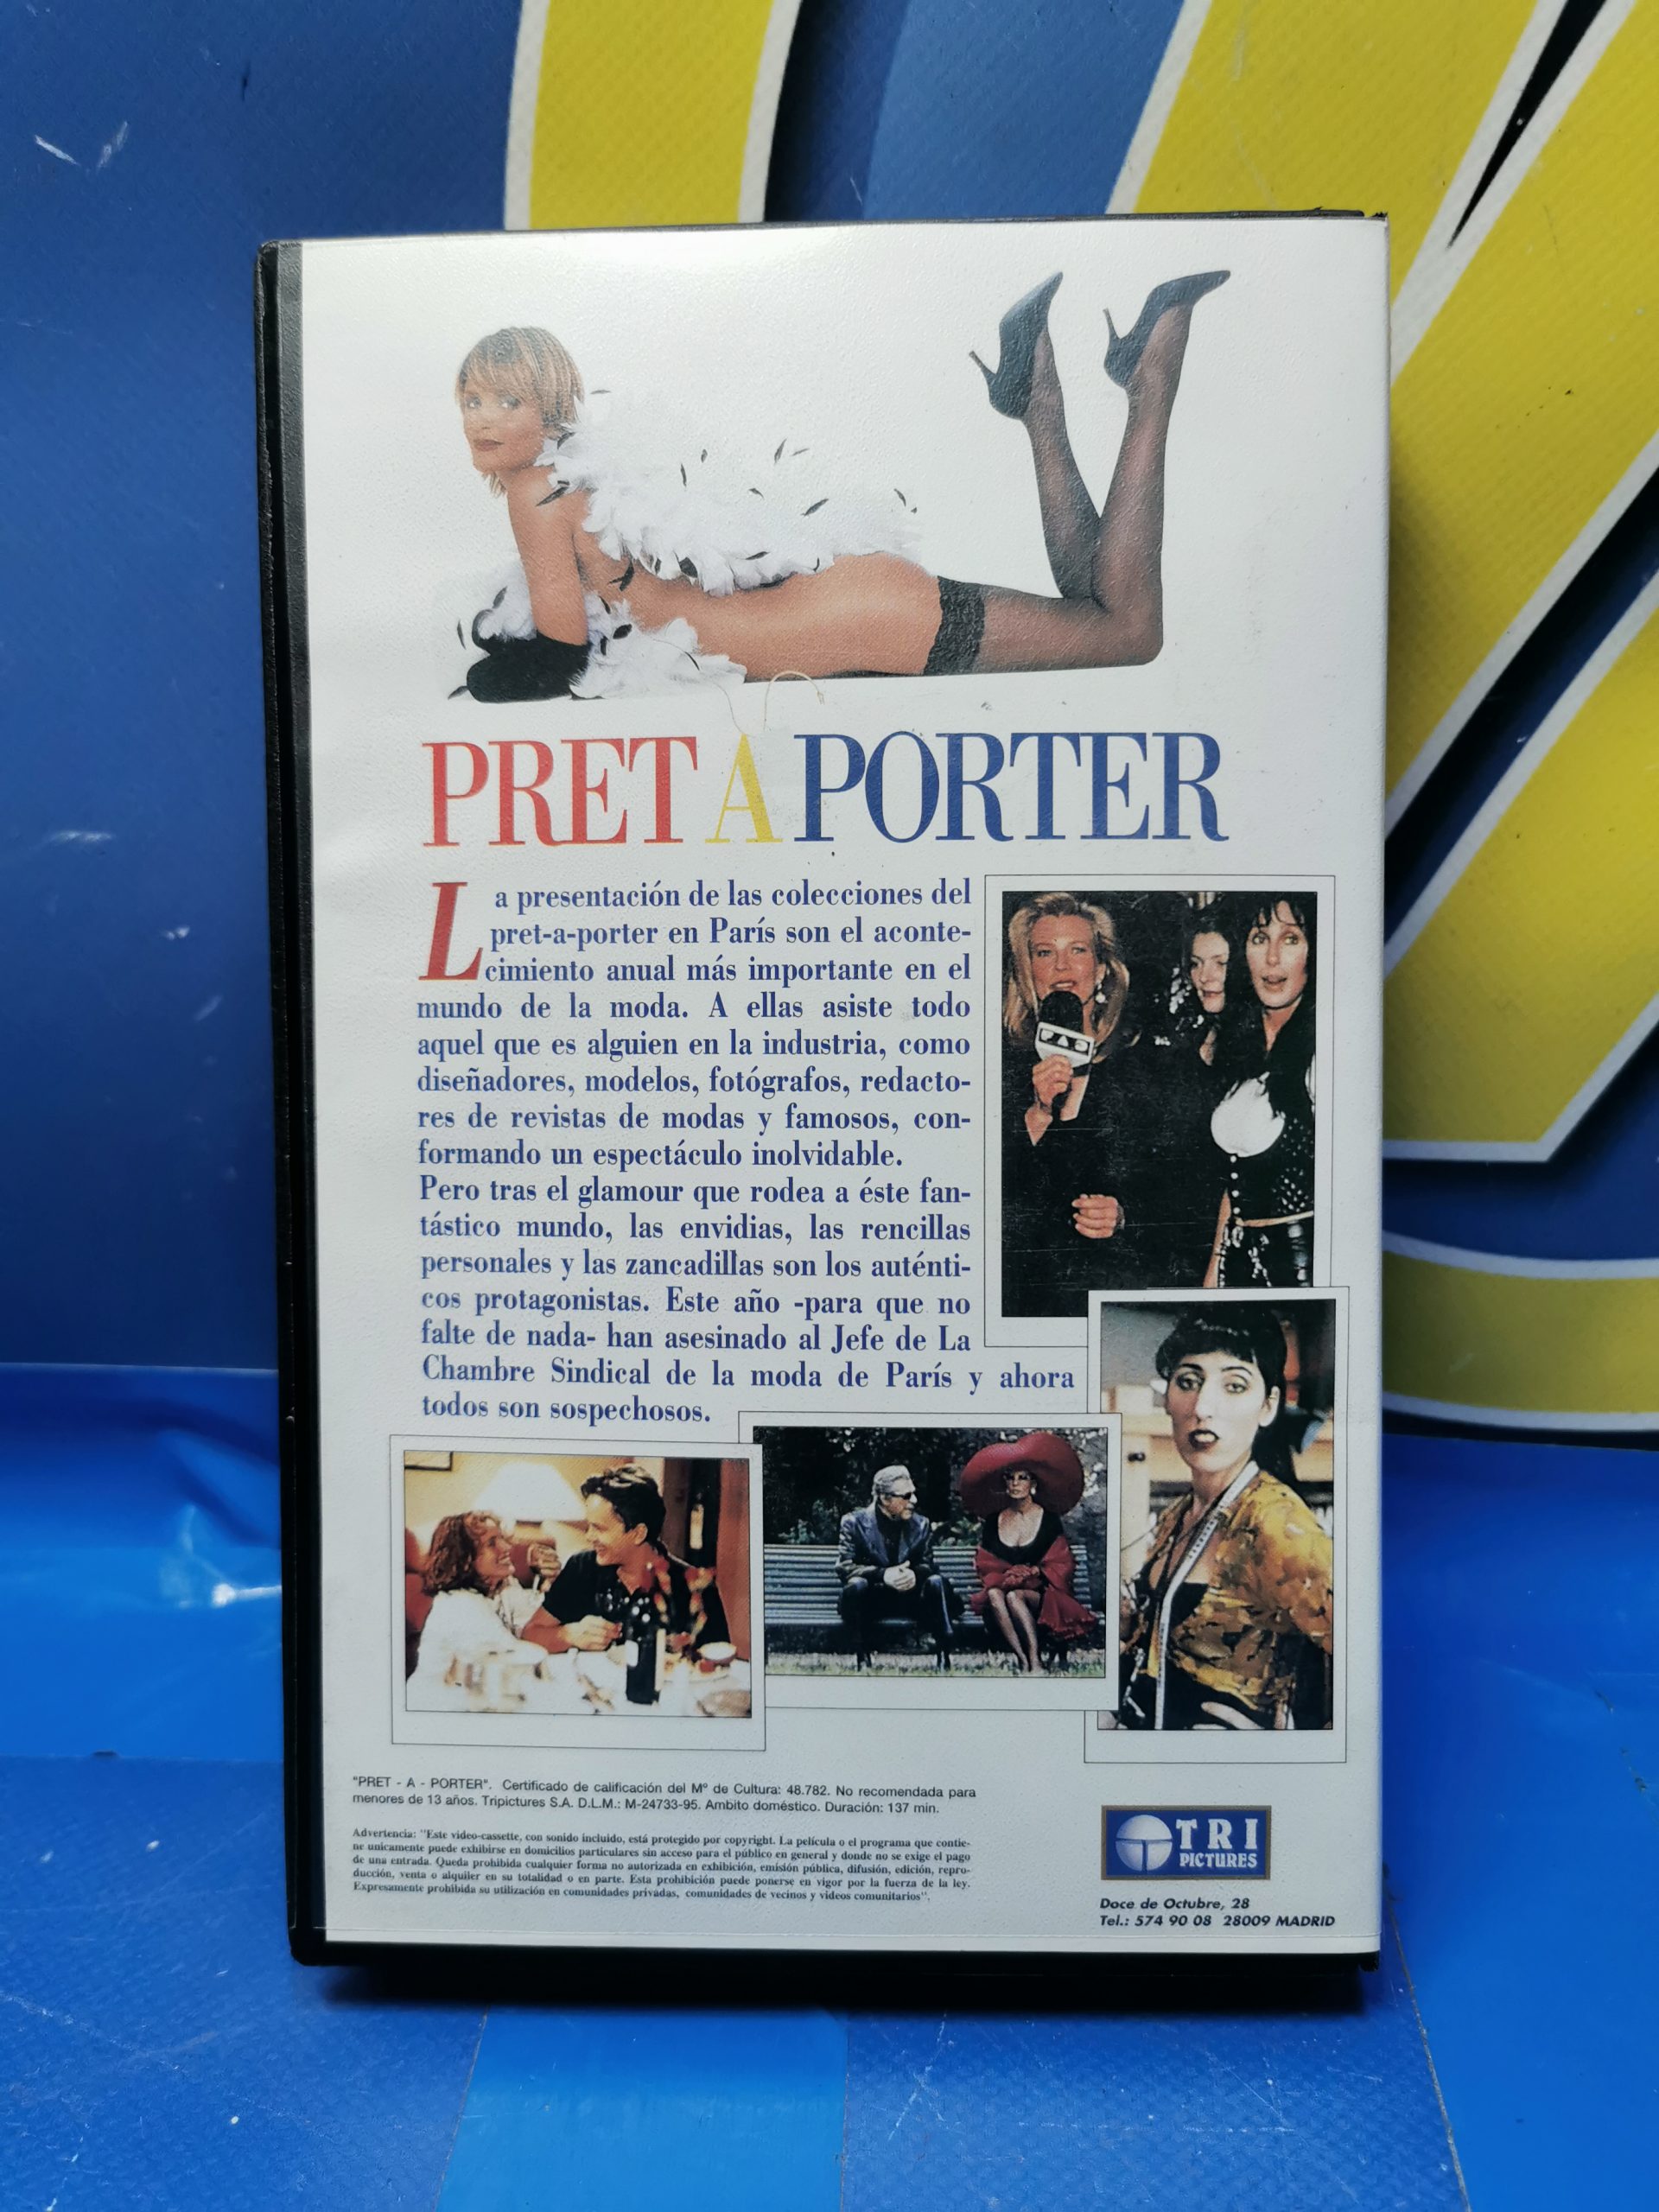 PRET A PORTER
La presentación de las colecciones del
pret-a-porter en París son el aconte-
cimiento anual más importante en el
mundo de la moda. A ellas asiste todo
aquel que es alguien en la industria, como
diseñadores, modelos, fotógrafos, redacto-
res de revistas de modas y famosos, con-
formando un espectáculo inolvidable.
Pero tras el glamour que rodea a éste fan-
tástico mundo, las envidias, las rencillas
personales y las zancadillas son los auténti-
cos protagonistas. Este año -para que no
falte de nada- han asesinado al Jefe de La
Chambre Sindical de la moda de París y ahora
todos son sospechosos.
"PRET - A - PORTER". Certificado de calificación del Mº de Cultura: 48.782. No recomendada para
menores de 13 años. Tripictures S.A. D.L.M.: M-24733-95. Ambito doméstico. Duración: 137 min.
Advertencia: "Este video-cassette, con sonido incluido, está protegido por copyright. La película o el programa que contie-
ne unicamente puede exhibirse en domicilios particulares sin acceso para el público en general y donde no se exige el pago
de una entrada. Queda prohibida cualquier forma no autorizada en exhibición, emisión pública, difusión, edición, repro-
ducción, venta o alquiler en su totalidad o en parte. Esta prohibición puede ponerse en vigor por la fuerza de la ley.
Expresamente prohibida su utilización en comunidades privadas, comunidades de vecinos y videos comunitarios".
TRI
PICTURES
Doce de Octubre, 28
Tel.: 574 90 08 28009 MADRID